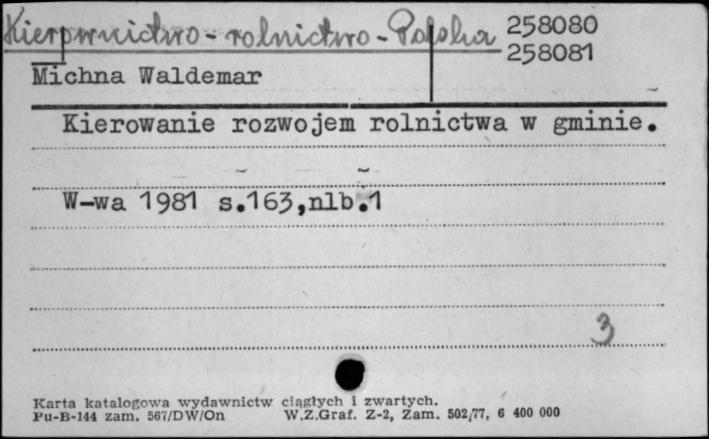 Kierownictwo - rolnictwo - Polska 258080
258081
Michna Waldemar
Kierowanie rozwojem rolnictwa w gminie.
W-wa 1981 s.163,nlb.1
3
Karta katalogowa wydawnictw ciągłych i zwartych.
Pu-B-144 zam. 567/DW/On W.Z.Graf. Z-2, Zam. 502/77, 6 400 000